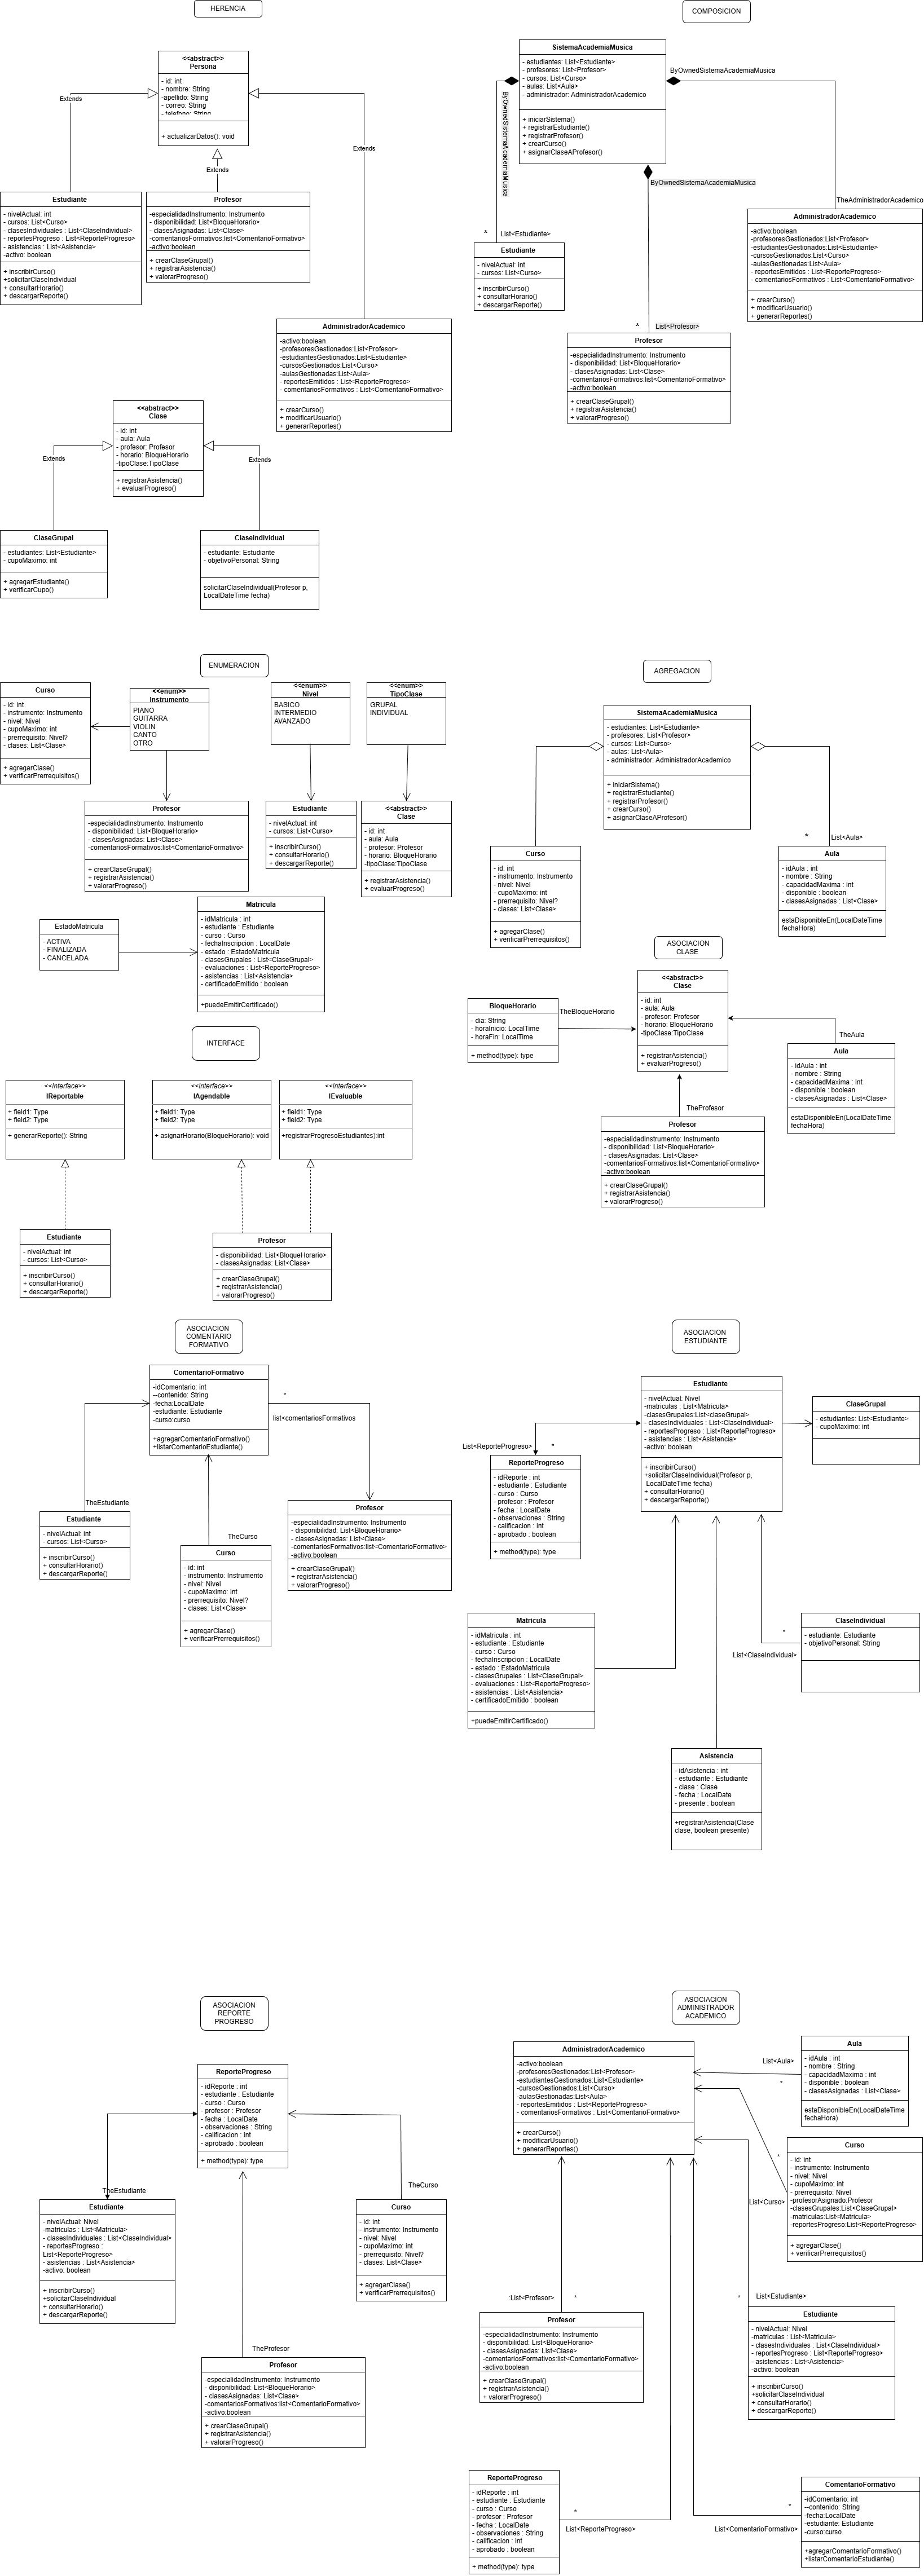 HERENCIA
<<abstract>>
Persona
- id: int
- nombre: String
-apellido: String
- correo: String
- telefono: String
+ actualizarDatos(): void
Extends
Extends
Extends
Estudiante
- nivelActual: int
- cursos: List<Curso>
- clasesIndividuales : List<ClaseIndividual>
- reportesProgreso : List<ReporteProgreso>
- asistencias : List<Asistencia>
-activo: boolean
+ inscribirCurso()
+solicitarClaseIndividual
+ consultarHorario()
+ descargarReporte()
Profesor
-especialidadInstrumento: Instrumento
- disponibilidad: List<BloqueHorario>
- clasesAsignadas: List<Clase>
-comentariosFormativos:list<ComentarioFormativo>
-activo:boolean
+ crearClaseGrupal()
+ registrarAsistencia()
+ valorarProgreso()
AdministradorAcademico
-activo:boolean
-profesoresGestionados:List<Profesor>
-estudiantesGestionados:List<Estudiante>
-cursosGestionados:List<Curso>
-aulasGestionadas:List<Aula>
- reportesEmitidos : List<ReporteProgreso>
- comentariosFormativos : List<ComentarioFormativo>
+ crearCurso()
+ modificarUsuario()
+ generarReportes()
<<abstract>>
Clase
- id: int
- aula: Aula
- profesor: Profesor
- horario: BloqueHorario
-tipoClase:TipoClase
+ registrarAsistencia()
+ evaluarProgreso()
Extends
Extends
ClaseGrupal
- estudiantes: List<Estudiante>
- cupoMaximo: int
+ agregarEstudiante()
+ verificarCupo()
ClaseIndividual
- estudiante: Estudiante
- objetivoPersonal: String
solicitarClaseIndividual(Profesor p,
LocalDateTime fecha)
COMPOSICION
SistemaAcademiaMusica
- estudiantes: List<Estudiante>
- profesores: List<Profesor>
- cursos: List<Curso>
- aulas: List<Aula>
- administrador: AdministradorAcademico
+ iniciarSistema()
+ registrarEstudiante()
+ registrarProfesor()
+ crearCurso()
+ asignarClaseAProfesor()
ByOwnedSistemaAcademiaMusica
ByOwnedSistemaAcademiaMusica
ByOwnedSistemaAcademiaMusica
TheAdministradorAcademico
*
List<Estudiante>
Estudiante
- nivelActual: int
- cursos: List<Curso>
+ inscribirCurso()
+ consultarHorario()
+ descargarReporte()
*
List<Profesor>
Profesor
-especialidadInstrumento: Instrumento
- disponibilidad: List<BloqueHorario>
- clasesAsignadas: List<Clase>
-comentariosFormativos:list<ComentarioFormativo>
-activo:boolean
+ crearClaseGrupal()
+ registrarAsistencia()
+ valorarProgreso()
AdministradorAcademico
-activo:boolean
-profesoresGestionados:List<Profesor>
-estudiantesGestionados:List<Estudiante>
-cursosGestionados:List<Curso>
-aulasGestionadas:List<Aula>
- reportesEmitidos : List<ReporteProgreso>
- comentariosFormativos : List<ComentarioFormativo>
+ crearCurso()
+ modificarUsuario()
+ generarReportes()
ENUMERACION
Curso
- id: int
- instrumento: Instrumento
- nivel: Nivel
- cupoMaximo: int
- prerrequisito: Nivel?
- clases: List<Clase>
+ agregarClase()
+ verificarPrerrequisitos()
<<enum>>
Instrumento
PIANO
GUITARRA
VIOLIN
CANTO
OTRO
<<enum>>
Nivel
BASICO
INTERMEDIO
AVANZADO
<<enum>>
TipoClase
GRUPAL
INDIVIDUAL
Profesor
-especialidadInstrumento: Instrumento
- disponibilidad: List<BloqueHorario>
- clasesAsignadas: List<Clase>
-comentariosFormativos:list<ComentarioFormativo>
+ crearClaseGrupal()
+ registrarAsistencia()
+ valorarProgreso()
Estudiante
- nivelActual: int
- cursos: List<Curso>
+ inscribirCurso()
+ consultarHorario()
+ descargarReporte()
<<abstract>>
Clase
- id: int
- aula: Aula
- profesor: Profesor
- horario: BloqueHorario
-tipoClase:TipoClase
+ registrarAsistencia()
+ evaluarProgreso()
EstadoMatricula
- ACTIVA
- FINALIZADA
- CANCELADA
Matricula
- idMatricula : int
- estudiante : Estudiante
- curso : Curso
- fechaInscripcion : LocalDate
- estado : EstadoMatricula
- clasesGrupales : List<ClaseGrupal>
- evaluaciones : List<ReporteProgreso>
- asistencias : List<Asistencia>
- certificadoEmitido : boolean
+puedeEmitirCertificado()
AGREGACION
SistemaAcademiaMusica
- estudiantes: List<Estudiante>
- profesores: List<Profesor>
- cursos: List<Curso>
- aulas: List<Aula>
- administrador: AdministradorAcademico
+ iniciarSistema()
+ registrarEstudiante()
+ registrarProfesor()
+ crearCurso()
+ asignarClaseAProfesor()
*
List<Aula>
Curso
- id: int
- instrumento: Instrumento
- nivel: Nivel
- cupoMaximo: int
- prerrequisito: Nivel?
- clases: List<Clase>
+ agregarClase()
+ verificarPrerrequisitos()
Aula
- idAula : int
- nombre : String
- capacidadMaxima : int
- disponible : boolean
- clasesAsignadas : List<Clase>
estaDisponibleEn(LocalDateTime
fechaHora)
ASOCIACION
CLASE
<<abstract>>
Clase
- id: int
- aula: Aula
- profesor: Profesor
- horario: BloqueHorario
-tipoClase:TipoClase
+ registrarAsistencia()
+ evaluarProgreso()
BloqueHorario
- dia: String
- horaInicio: LocalTime
- horaFin: LocalTime
+ method(type): type
TheBloqueHorario
TheAula
Aula
- idAula : int
- nombre : String
- capacidadMaxima : int
- disponible : boolean
- clasesAsignadas : List<Clase>
estaDisponibleEn(LocalDateTime
fechaHora)
TheProfesor
Profesor
-especialidadInstrumento: Instrumento
- disponibilidad: List<BloqueHorario>
- clasesAsignadas: List<Clase>
-comentariosFormativos:list<ComentarioFormativo>
-activo:boolean
+ crearClaseGrupal()
+ registrarAsistencia()
+ valorarProgreso()
INTERFACE
<<Interface>>
IReportable
+ field1: Type
+ field2: Type
+ generarReporte(): String
<<Interface>>
IAgendable
+ field1: Type
+ field2: Type
+ asignarHorario(BloqueHorario): void
<<Interface>>
IEvaluable
+ field1: Type
+ field2: Type
+registrarProgresoEstudiantes):int
Estudiante
- nivelActual: int
- cursos: List<Curso>
+ inscribirCurso()
+ consultarHorario()
+ descargarReporte()
Profesor
- disponibilidad: List<BloqueHorario>
- clasesAsignadas: List<Clase>
+ crearClaseGrupal()
+ registrarAsistencia()
+ valorarProgreso()
ASOCIACION
COMENTARIO
FORMATIVO
ComentarioFormativo
-idComentario: int
--contenido: String
-fecha:LocalDate
-estudiante: Estudiante
-curso:curso
+agregarComentarioFormativo()
+listarComentarioEstudiante()
*
list<comentariosFormativos
TheEstudiante
Estudiante
- nivelActual: int
- cursos: List<Curso>
+ inscribirCurso()
+ consultarHorario()
+ descargarReporte()
TheCurso
Curso
- id: int
- instrumento: Instrumento
- nivel: Nivel
- cupoMaximo: int
- prerrequisito: Nivel?
- clases: List<Clase>
+ agregarClase()
+ verificarPrerrequisitos()
Profesor
-especialidadInstrumento: Instrumento
- disponibilidad: List<BloqueHorario>
- clasesAsignadas: List<Clase>
-comentariosFormativos:list<ComentarioFormativo>
-activo:boolean
+ crearClaseGrupal()
+ registrarAsistencia()
+ valorarProgreso()
ASOCIACION
ESTUDIANTE
Estudiante
- nivelActual: Nivel
-matriculas : List<Matricula>
-clasesGrupales:List<claseGrupal>
- clasesIndividuales : List<ClaseIndividual>
- reportesProgreso : List<ReporteProgreso>
- asistencias : List<Asistencia>
-activo: boolean
+ inscribirCurso()
+solicitarClaseIndividual(Profesor p,
LocalDateTime fecha)
+ consultarHorario()
+ descargarReporte()
ClaseGrupal
- estudiantes: List<Estudiante>
- cupoMaximo: int
List<ReporteProgreso>
*
ReporteProgreso
- idReporte : int
- estudiante : Estudiante
- curso : Curso
- profesor : Profesor
- fecha : LocalDate
- observaciones : String
- calificacion : int
- aprobado : boolean
+ method(type): type
Matricula
- idMatricula : int
- estudiante : Estudiante
- curso : Curso
- fechaInscripcion : LocalDate
- estado : EstadoMatricula
- clasesGrupales : List<ClaseGrupal>
- evaluaciones : List<ReporteProgreso>
- asistencias : List<Asistencia>
- certificadoEmitido : boolean
+puedeEmitirCertificado()
*
List<ClaseIndividual>
ClaseIndividual
- estudiante: Estudiante
- objetivoPersonal: String
Asistencia
- idAsistencia : int
- estudiante : Estudiante
- clase : Clase
- fecha : LocalDate
- presente : boolean
+registrarAsistencia(Clase
clase, boolean presente)
ASOCIACION
REPORTE
PROGRESO
ReporteProgreso
- idReporte : int
- estudiante : Estudiante
- curso : Curso
- profesor : Profesor
- fecha : LocalDate
- observaciones : String
- calificacion : int
- aprobado : boolean
+ method(type): type
TheEstudiante
Estudiante
- nivelActual: Nivel
-matriculas : List<Matricula>
- clasesIndividuales : List<ClaseIndividual>
- reportesProgreso :
List<ReporteProgreso>
- asistencias : List<Asistencia>
-activo: boolean
+ inscribirCurso()
+solicitarClaseIndividual
+ consultarHorario()
+ descargarReporte()
TheCurso
Curso
- id: int
- instrumento: Instrumento
- nivel: Nivel
- cupoMaximo: int
- prerrequisito: Nivel?
- clases: List<Clase>
+ agregarClase()
+ verificarPrerrequisitos()
TheProfesor
Profesor
-especialidadInstrumento: Instrumento
- disponibilidad: List<BloqueHorario>
- clasesAsignadas: List<Clase>
-comentariosFormativos:list<ComentarioFormativo>
-activo:boolean
+ crearClaseGrupal()
+ registrarAsistencia()
+ valorarProgreso()
ASOCIACION
ADMINISTRADOR
ACADEMICO
AdministradorAcademico
-activo:boolean
-profesoresGestionados:List<Profesor>
-estudiantesGestionados:List<Estudiante>
-cursosGestionados:List<Curso>
-aulasGestionadas:List<Aula>
- reportesEmitidos : List<ReporteProgreso>
- comentariosFormativos : List<ComentarioFormativo>
+ crearCurso()
+ modificarUsuario()
+ generarReportes()
List<Aula>
*
Aula
- idAula : int
- nombre : String
- capacidadMaxima : int
- disponible : boolean
- clasesAsignadas : List<Clase>
estaDisponibleEn(LocalDateTime
fechaHora)
*
List<Curso>
Curso
- id: int
- instrumento: Instrumento
- nivel: Nivel
- cupoMaximo: int
- prerrequisito: Nivel
-profesorAsignado:Profesor
-clasesGrupales:List<ClaseGrupal>
-matriculas:List<Matricula>
-reportesProgreso:List<ReporteProgreso>
+ agregarClase()
+ verificarPrerrequisitos()
:List<Profesor>
*
Profesor
-especialidadInstrumento: Instrumento
- disponibilidad: List<BloqueHorario>
- clasesAsignadas: List<Clase>
-comentariosFormativos:list<ComentarioFormativo>
-activo:boolean
+ crearClaseGrupal()
+ registrarAsistencia()
+ valorarProgreso()
*
List<Estudiante>
Estudiante
- nivelActual: Nivel
-matriculas : List<Matricula>
- clasesIndividuales : List<ClaseIndividual>
- reportesProgreso : List<ReporteProgreso>
- asistencias : List<Asistencia>
-activo: boolean
+ inscribirCurso()
+solicitarClaseIndividual
+ consultarHorario()
+ descargarReporte()
ReporteProgreso
- idReporte : int
- estudiante : Estudiante
- curso : Curso
- profesor : Profesor
- fecha : LocalDate
- observaciones : String
- calificacion : int
- aprobado : boolean
+ method(type): type
*
List<ReporteProgreso>
*
List<ComentarioFormativo>
ComentarioFormativo
-idComentario: int
--contenido: String
-fecha:LocalDate
-estudiante: Estudiante
-curso:curso
+agregarComentarioFormativo()
+listarComentarioEstudiante()